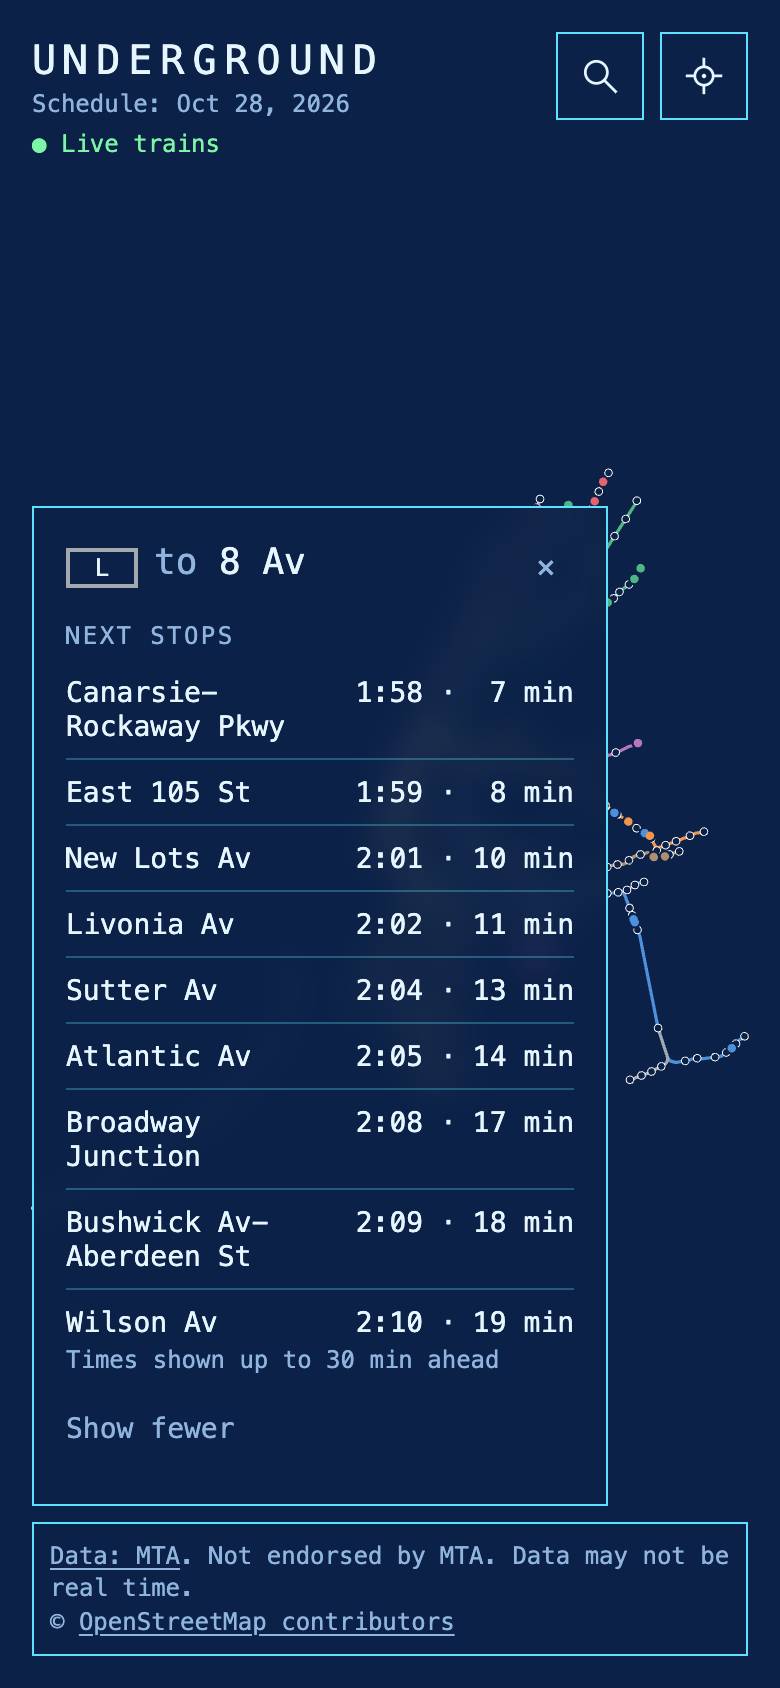 UNDERGROUND
Schedule: Oct 28, 2026
● Live trains
L to 8 Av ×
NEXT STOPS
Canarsie–
Rockaway Pkwy 1:58 · 7 min
East 105 St 1:59 · 8 min
New Lots Av 2:01 · 10 min
Livonia Av 2:02 · 11 min
Sutter Av 2:04 · 13 min
Atlantic Av 2:05 · 14 min
Broadway
Junction 2:08 · 17 min
Bushwick Av–
Aberdeen St 2:09 · 18 min
Wilson Av 2:10 · 19 min
Times shown up to 30 min ahead
Show fewer
Data: MTA. Not endorsed by MTA. Data may not be
real time.
© OpenStreetMap contributors